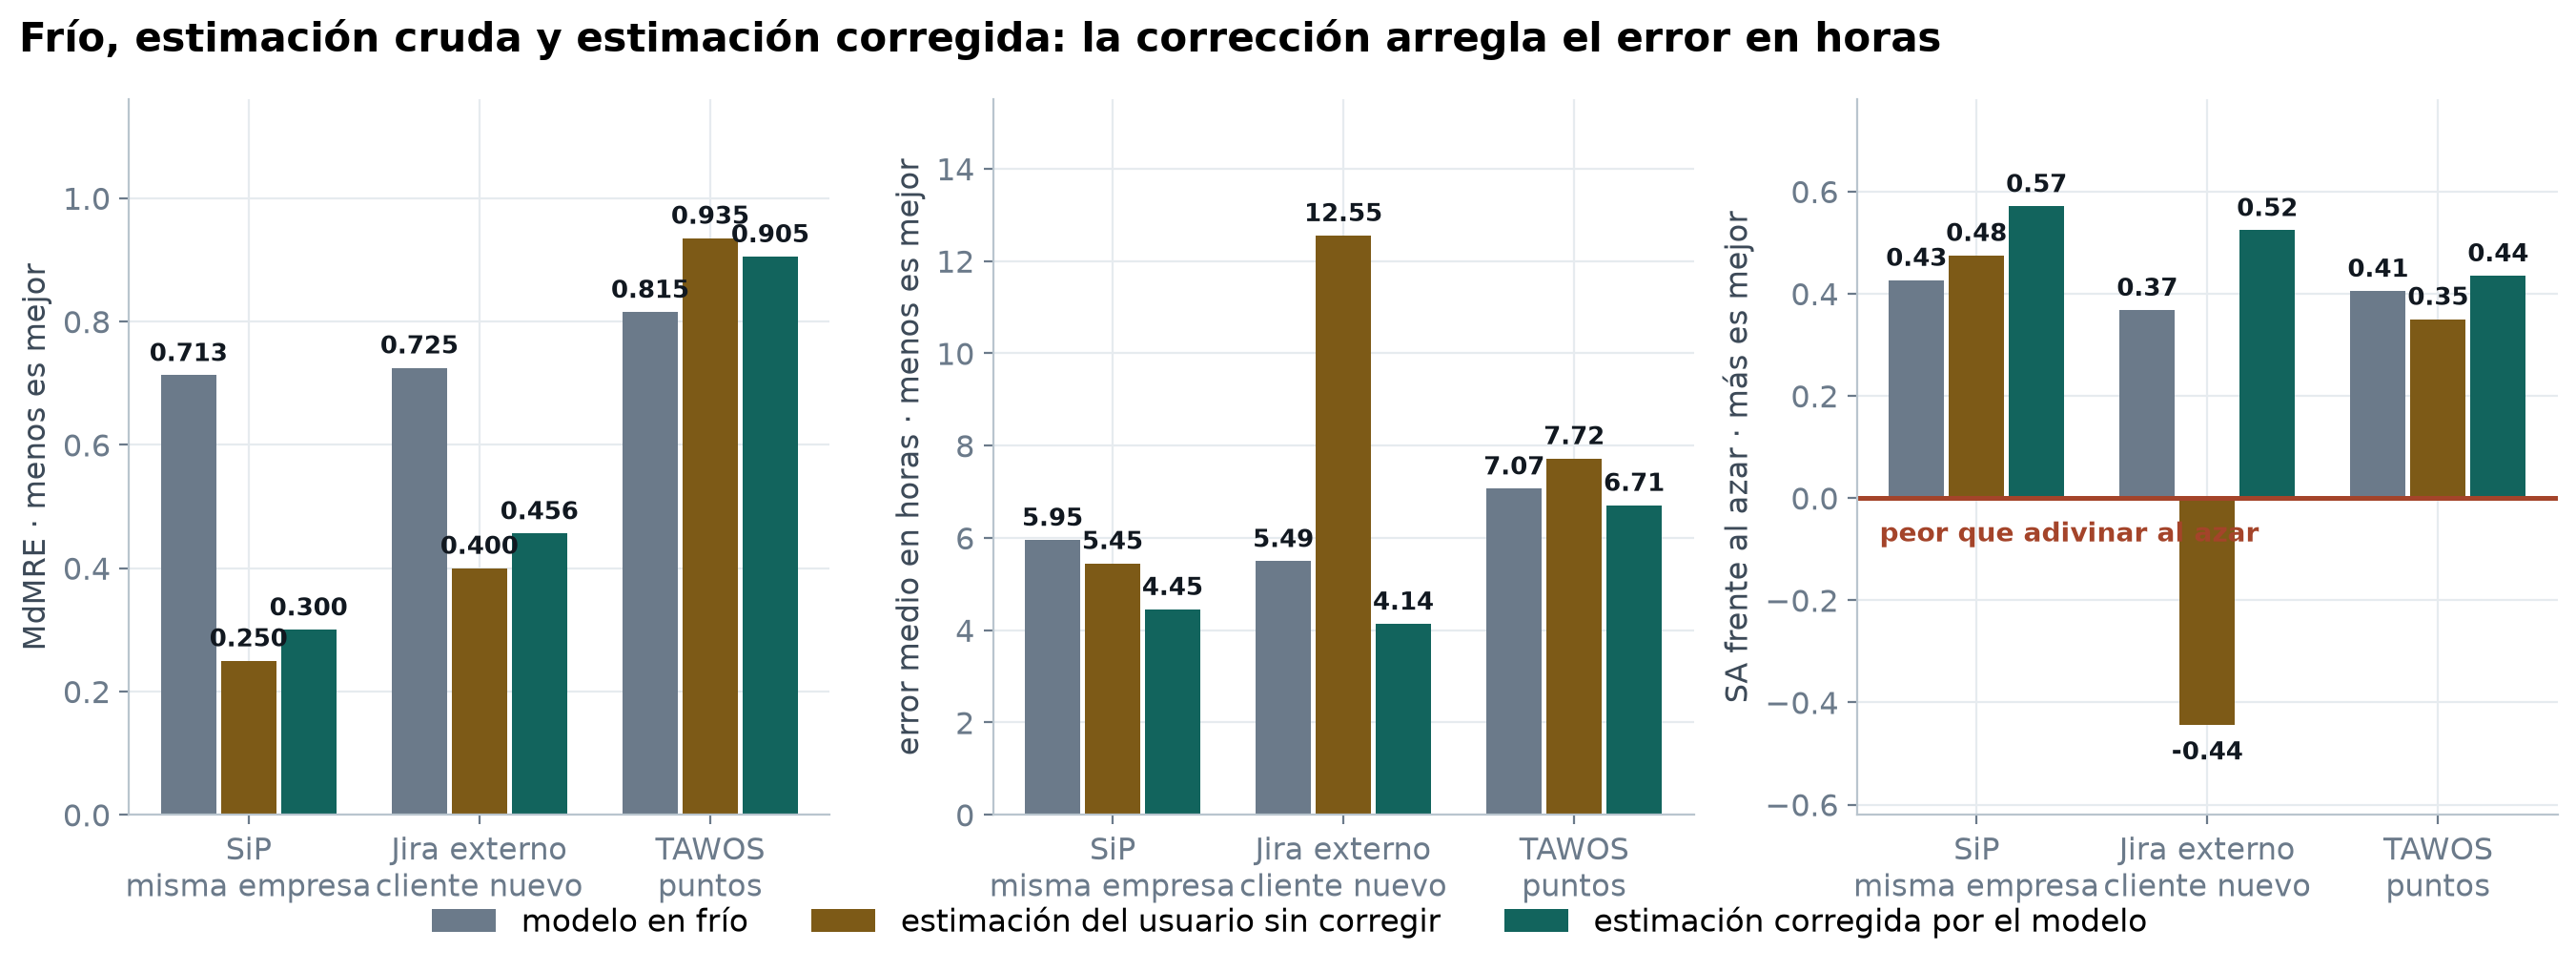 Frío, estimación cruda y estimación corregida: la corrección arregla el error en horas
MdMRE · menos es mejor
1.0
0.8
0.6
0.4
0.2
0.0
0.713
0.250
0.300
0.725
0.400
0.456
0.815
0.935
0.905
SiP
misma empresa
Jira externo
cliente nuevo
TAWOS
puntos
error medio en horas · menos es mejor
14
12
10
8
6
4
2
0
5.95
5.45
4.45
5.49
12.55
4.14
7.07
7.72
6.71
SiP
misma empresa
Jira externo
cliente nuevo
TAWOS
puntos
SA frente al azar · más es mejor
0.6
0.4
0.2
0.0
−0.2
−0.4
−0.6
0.43
0.48
0.57
0.37
-0.44
0.52
0.41
0.35
0.44
peor que adivinar al azar
SiP
misma empresa
Jira externo
cliente nuevo
TAWOS
puntos
modelo en frío
estimación del usuario sin corregir
estimación corregida por el modelo